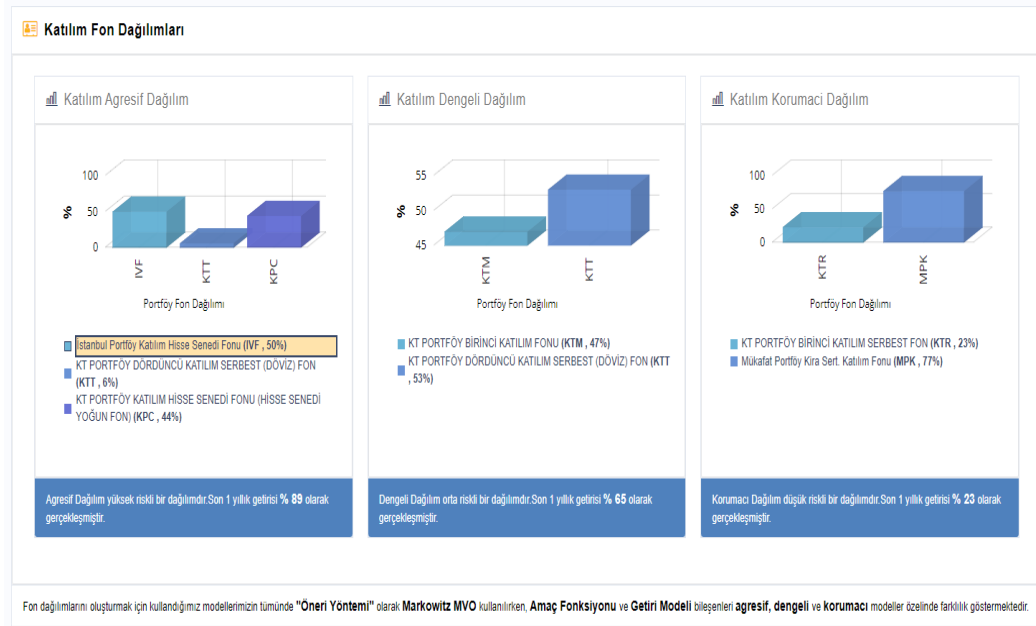 Katılım Fon Dağılımları
Katılım Agresif Dağılım
100
50
0
%
IVF
KTT
KPC
Portföy Fon Dağılımı
İstanbul Portföy Katılım Hisse Senedi Fonu (IVF , 50%)
KT PORTFÖY DÖRDÜNCÜ KATILIM SERBEST (DÖVİZ) FON
(KTT , 6%)
KT PORTFÖY KATILIM HİSSE SENEDİ FONU (HİSSE SENEDİ
YOĞUN FON) (KPC , 44%)
Agresif Dağılım yüksek riskli bir dağılımdır.Son 1 yıllık getirisi % 89 olarak
gerçekleşmiştir.
Katılım Dengeli Dağılım
55
50
45
%
KTM
KTT
Portföy Fon Dağılımı
KT PORTFÖY BİRİNCİ KATILIM FONU (KTM , 47%)
KT PORTFÖY DÖRDÜNCÜ KATILIM SERBEST (DÖVİZ) FON (KTT
, 53%)
Dengeli Dağılım orta riskli bir dağılımdır.Son 1 yıllık getirisi % 65 olarak
gerçekleşmiştir.
Katılım Korumaci Dağılım
100
50
0
%
KTR
MPK
Portföy Fon Dağılımı
KT PORTFÖY BİRİNCİ KATILIM SERBEST FON (KTR , 23%)
Mükafat Portföy Kira Sert. Katılım Fonu (MPK , 77%)
Korumacı Dağılım düşük riskli bir dağılımdır.Son 1 yıllık getirisi % 23 olarak
gerçekleşmiştir.
Fon dağılımlarını oluşturmak için kullandığımız modellerimizin tümünde "Öneri Yöntemi" olarak Markowitz MVO kullanılırken, Amaç Fonksiyonu ve Getiri Modeli bileşenleri agresif, dengeli ve korumacı modeller özelinde farklılık göstermektedir.